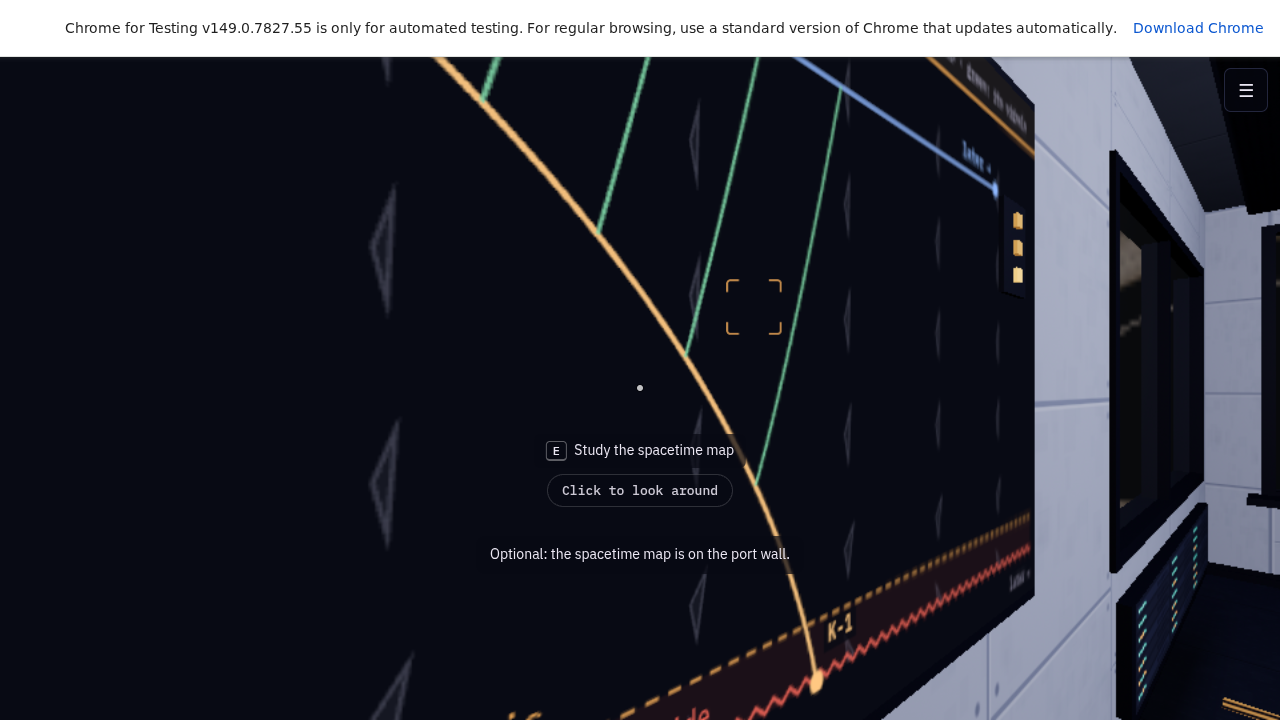 Chrome for Testing v149.0.7827.55 is only for automated testing. For regular browsing, use a standard version of Chrome that updates automatically. Download Chrome
☰
later
E Study the spacetime map
Click to look around
Optional: the spacetime map is on the port wall.
K-1